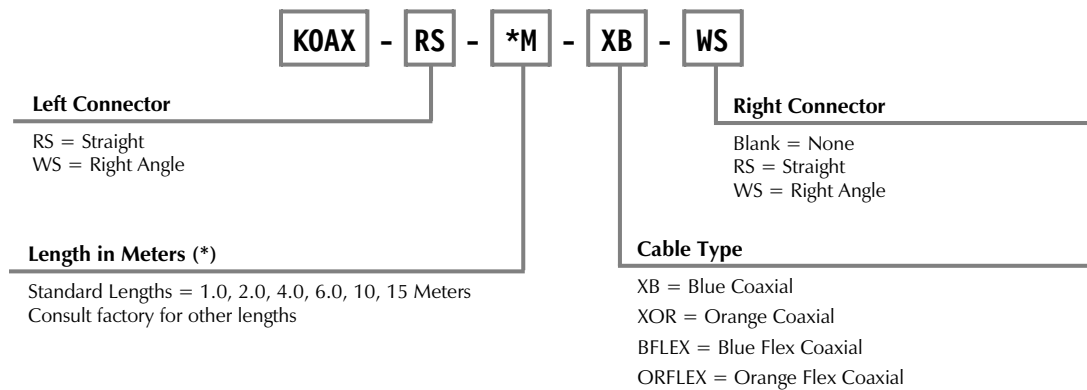 KOAX - RS - *M - XB - WS
Left Connector
RS = Straight
WS = Right Angle
Right Connector
Blank = None
RS = Straight
WS = Right Angle
Length in Meters (*)
Standard Lengths = 1.0, 2.0, 4.0, 6.0, 10, 15 Meters
Consult factory for other lengths
Cable Type
XB = Blue Coaxial
XOR = Orange Coaxial
BFLEX = Blue Flex Coaxial
ORFLEX = Orange Flex Coaxial